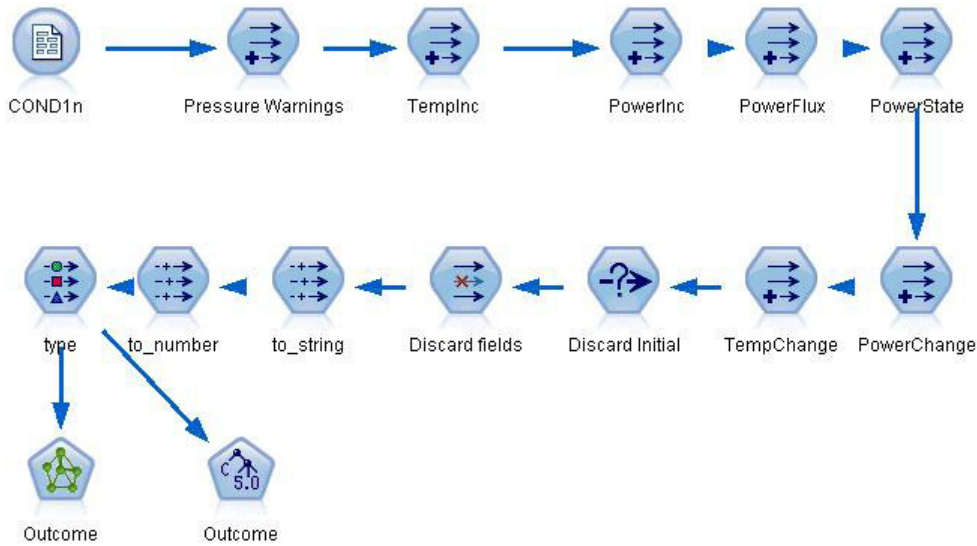 COND1n
Pressure Warnings
TempInc
PowerInc
PowerFlux
PowerState
type
to_number
to_string
Discard fields
Discard Initial
TempChange
PowerChange
C 5.0
Outcome
Outcome